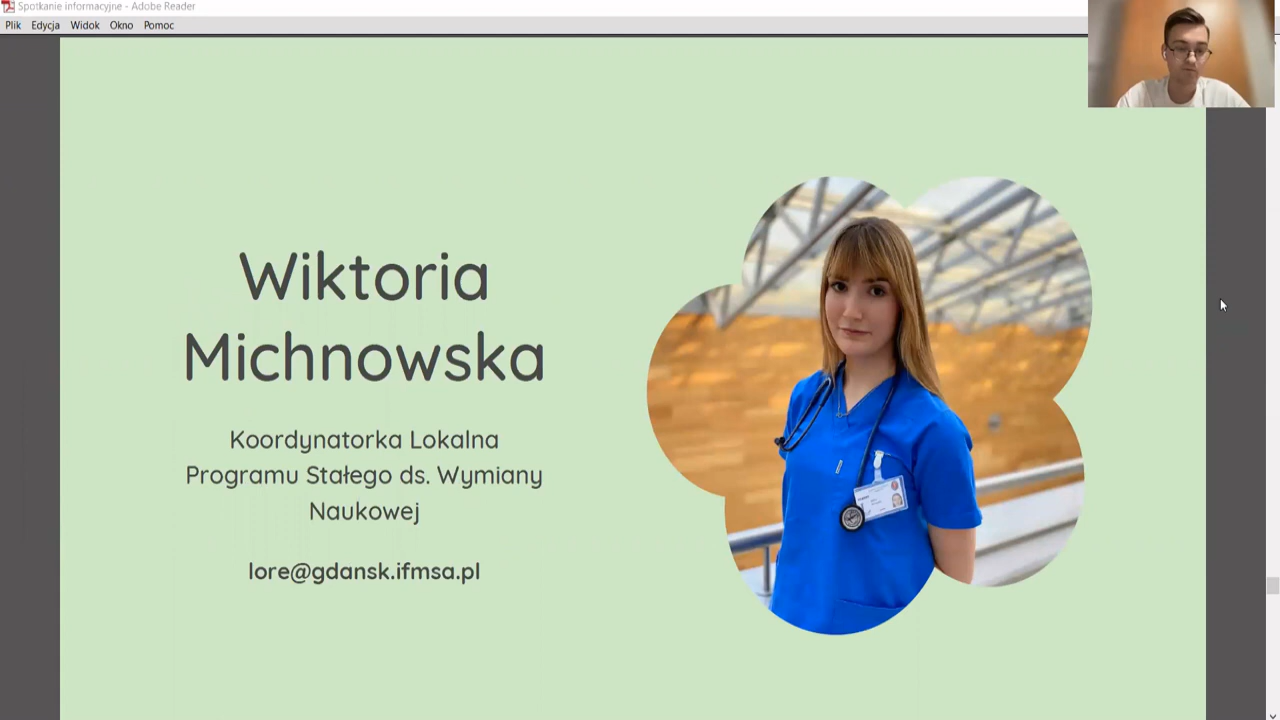 Spotkanie informacyjne - Adobe Reader
Plik Edycja Widok Okno Pomoc
Wiktoria
Michnowska
Koordynatorka Lokalna
Programu Stałego ds. Wymiany
Naukowej
lore@gdansk.ifmsa.pl